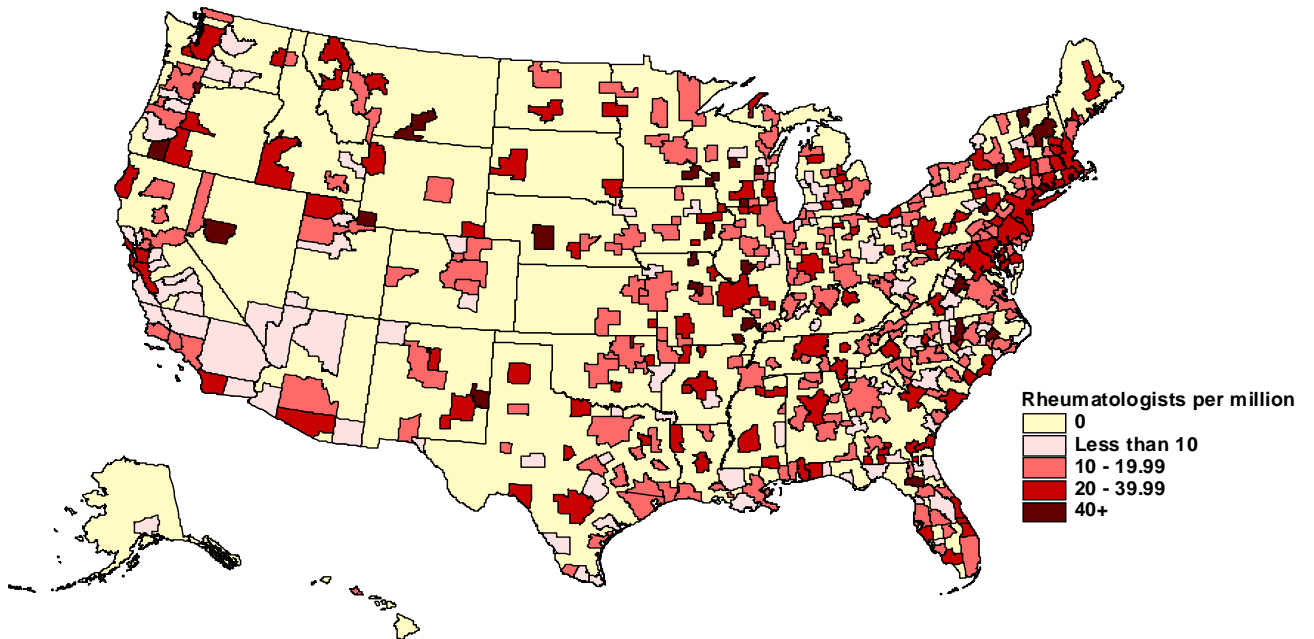 Rheumatologists per million
0
Less than 10
10 - 19.99
20 - 39.99
40+